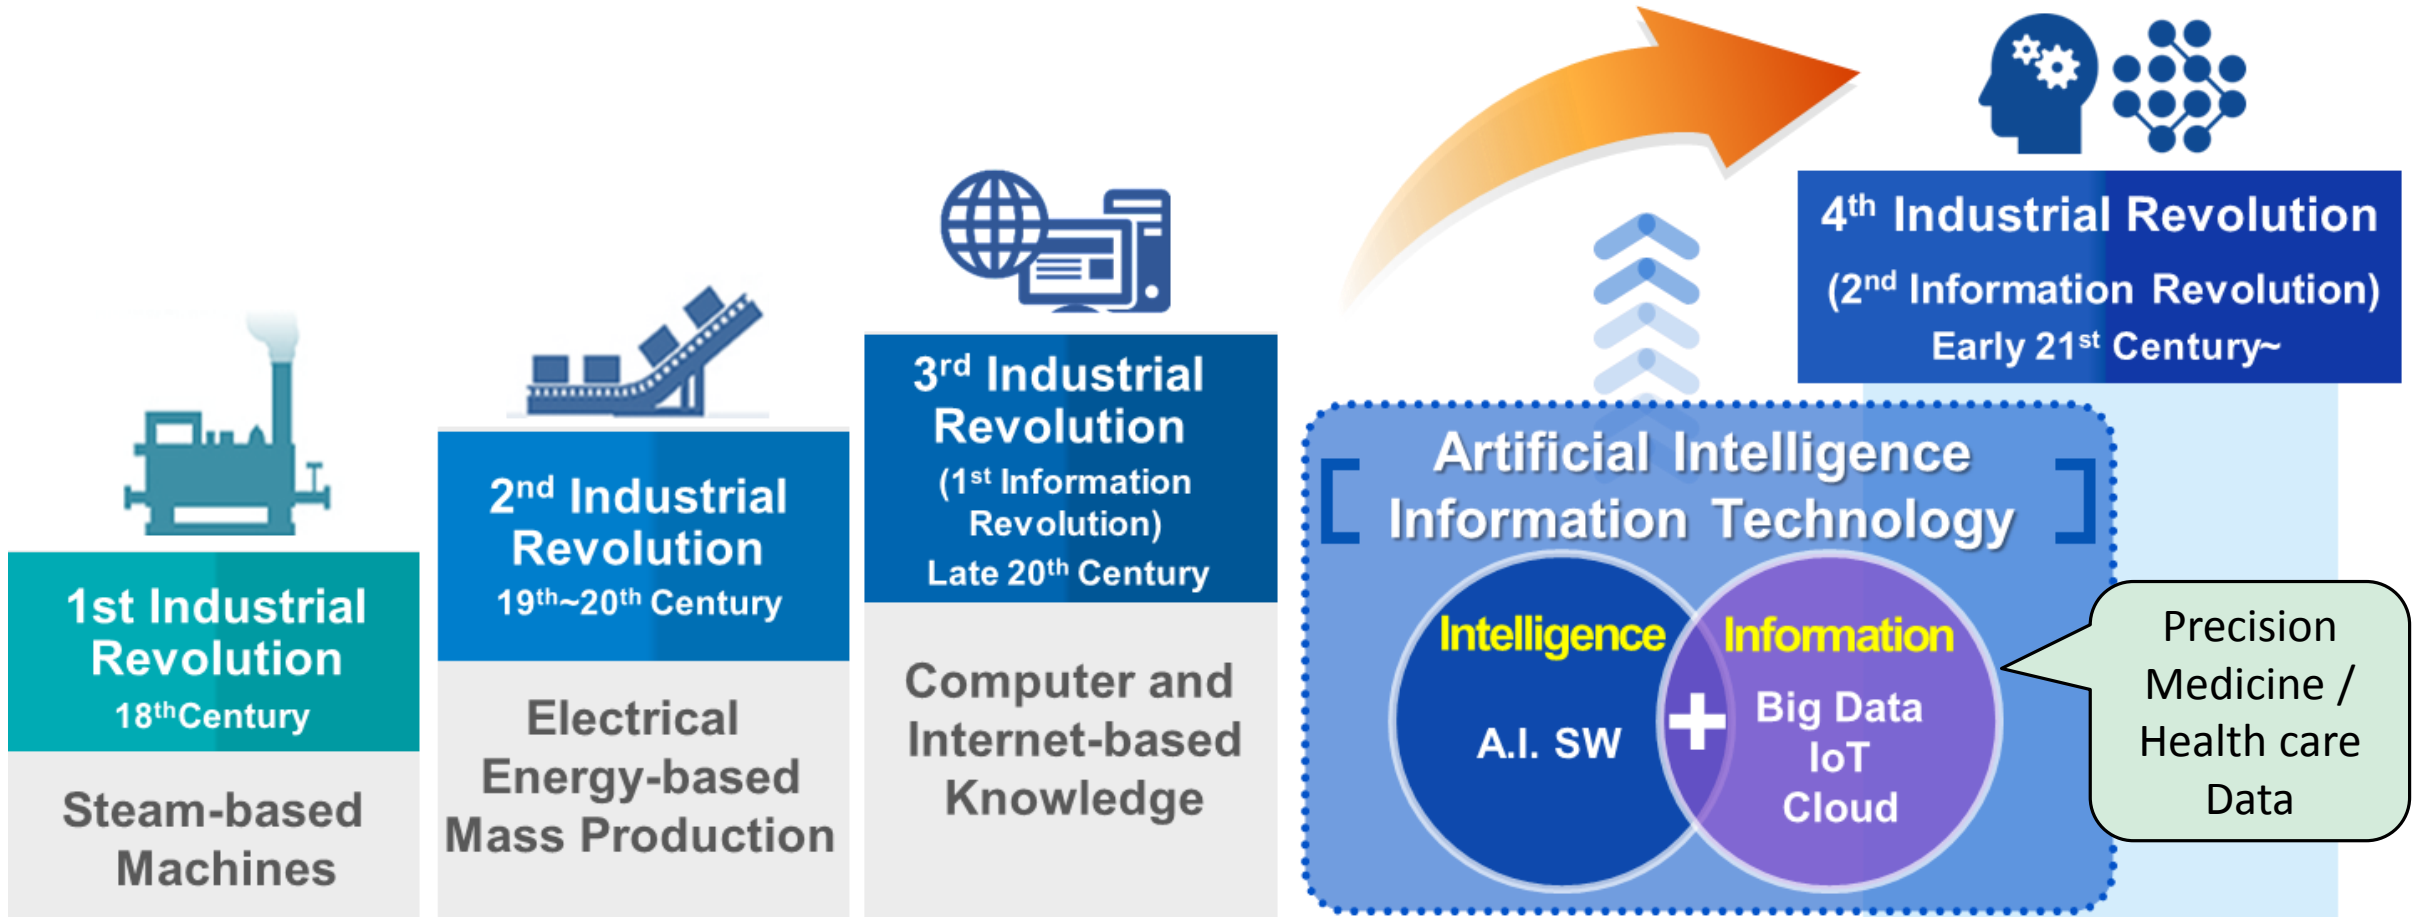 1st Industrial
Revolution
18th Century
Steam-based
Machines
2nd Industrial
Revolution
19th~20th Century
Electrical
Energy-based
Mass Production
3rd Industrial
Revolution
(1st Information
Revolution)
Late 20th Century
Computer and
Internet-based
Knowledge
4th Industrial Revolution
(2nd Information Revolution)
Early 21st Century~
Artificial Intelligence
Information Technology
Intelligence
A.I. SW
+
Information
Big Data
IoT
Cloud
Precision
Medicine /
Health care
Data